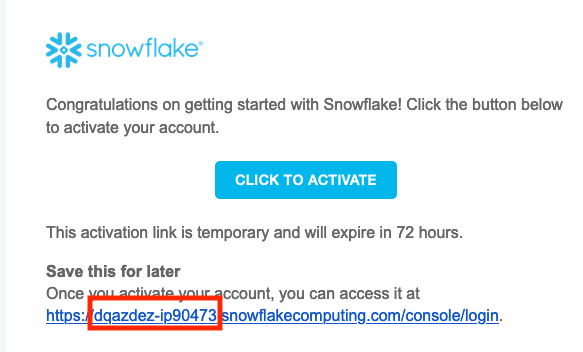 snowflake®
Congratulations on getting started with Snowflake! Click the button below
to activate your account.
CLICK TO ACTIVATE
This activation link is temporary and will expire in 72 hours.
Save this for later
Once you activate your account, you can access it at
https://dqazdez-ip90473.snowflakecomputing.com/console/login.